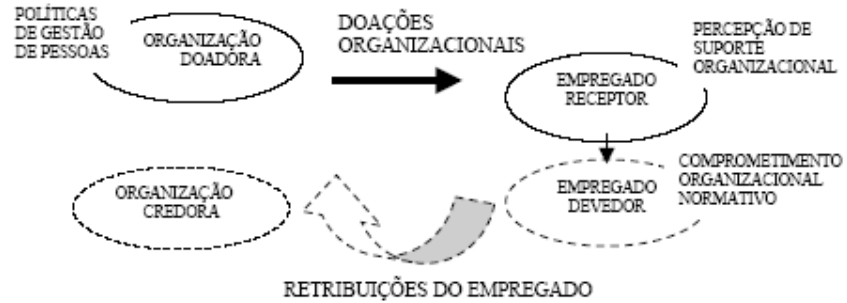 POLÍTICAS
DE GESTÃO
DE PESSOAS
ORGANIZAÇÃO
DOADORA
DOAÇÕES
ORGANIZACIONAIS
EMPREGADO
RECEPTOR
PERCEPÇÃO DE
SUPORTE
ORGANIZACIONAL
ORGANIZAÇÃO
CREDORA
EMPREGADO
DEVEDOR
COMPROMETIMENTO
ORGANIZACIONAL
NORMATIVO
RETRIBUIÇÕES DO EMPREGADO